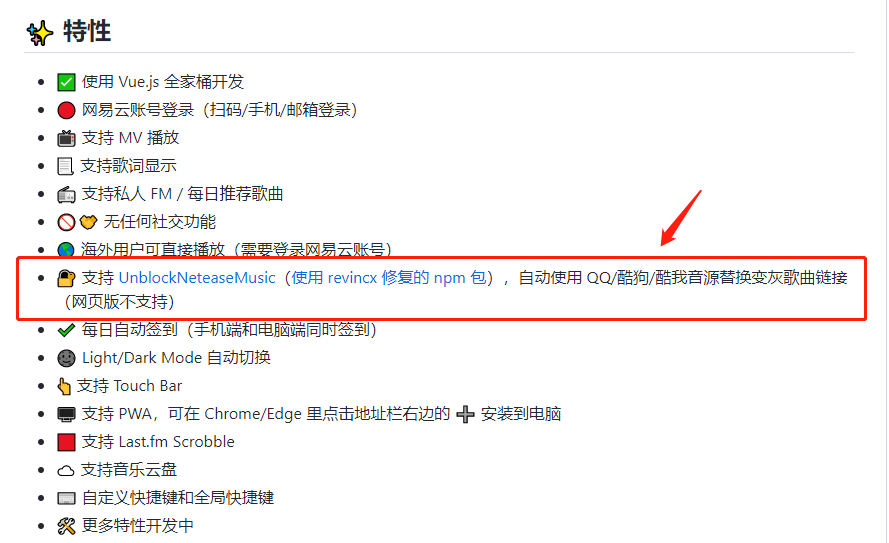 特性
使用 Vue.js 全家桶开发
网易云账号登录（扫码/手机/邮箱登录）
支持 MV 播放
支持歌词显示
支持私人 FM / 每日推荐歌曲
无任何社交功能
海外用户可直接播放（需要登录网易云账号）
支持 UnblockNeteaseMusic（使用 revincx 修复的 npm 包），自动使用 QQ/酷狗/酷我音源替换变灰歌曲链接
（网页版不支持）
每日自动签到（手机端和电脑端同时签到）
Light/Dark Mode 自动切换
支持 Touch Bar
支持 PWA，可在 Chrome/Edge 里点击地址栏右边的 ➕ 安装到电脑
支持 Last.fm Scrobble
支持音乐云盘
自定义快捷键和全局快捷键
更多特性开发中